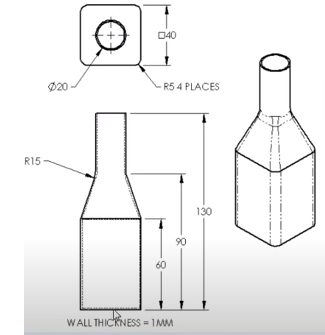 □40
Ø20
R5 4 PLACES
R15
130
90
60
WALL THICKNESS = 1MM